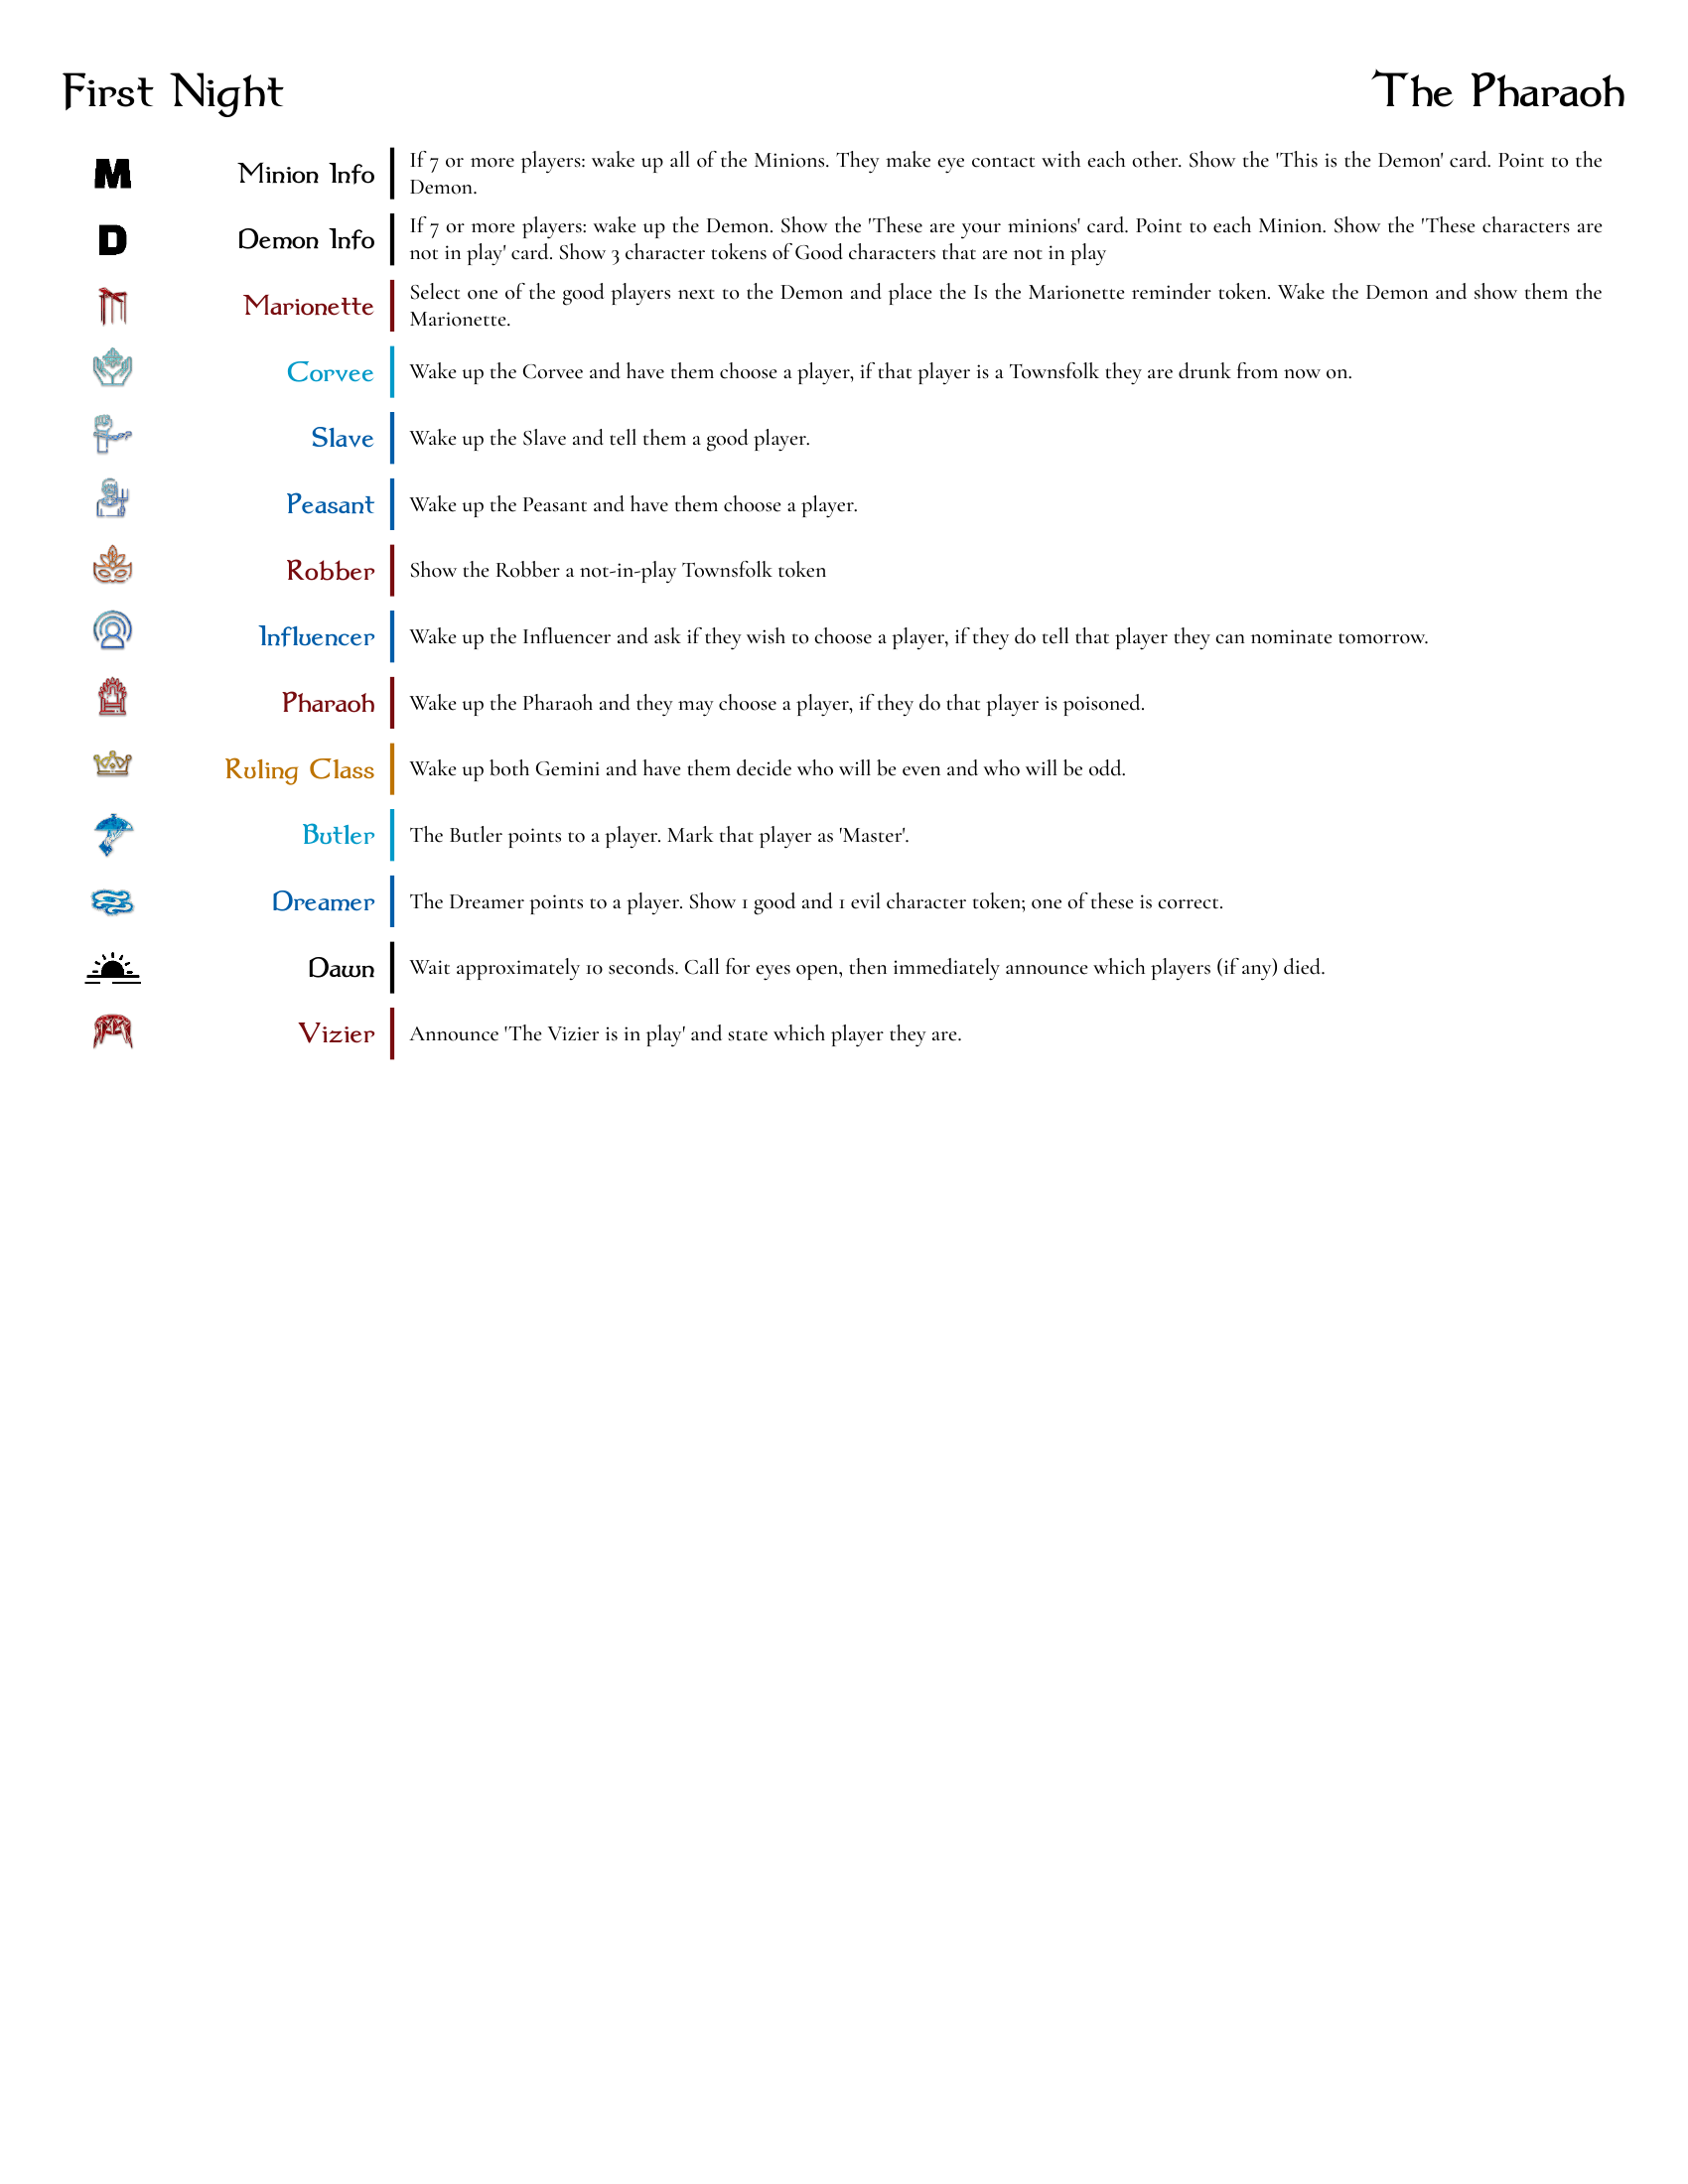 First Night
The Pharaoh
M
Minion Info
If 7 or more players: wake up all of the Minions. They make eye contact with each other. Show the 'This is the Demon' card. Point to the
Demon.
D
Demon Info
If 7 or more players: wake up the Demon. Show the 'These are your minions' card. Point to each Minion. Show the 'These characters are
not in play' card. Show 3 character tokens of Good characters that are not in play
Marionette
Select one of the good players next to the Demon and place the Is the Marionette reminder token. Wake the Demon and show them the
Marionette.
Corvee
Wake up the Corvee and have them choose a player, if that player is a Townsfolk they are drunk from now on.
Slave
Wake up the Slave and tell them a good player.
Peasant
Wake up the Peasant and have them choose a player.
Robber
Show the Robber a not-in-play Townsfolk token
Influencer
Wake up the Influencer and ask if they wish to choose a player, if they do tell that player they can nominate tomorrow.
Pharaoh
Wake up the Pharaoh and they may choose a player, if they do that player is poisoned.
Ruling Class
Wake up both Gemini and have them decide who will be even and who will be odd.
Butler
The Butler points to a player. Mark that player as 'Master'.
Dreamer
The Dreamer points to a player. Show 1 good and 1 evil character token; one of these is correct.
Dawn
Wait approximately 10 seconds. Call for eyes open, then immediately announce which players (if any) died.
Vizier
Announce 'The Vizier is in play' and state which player they are.